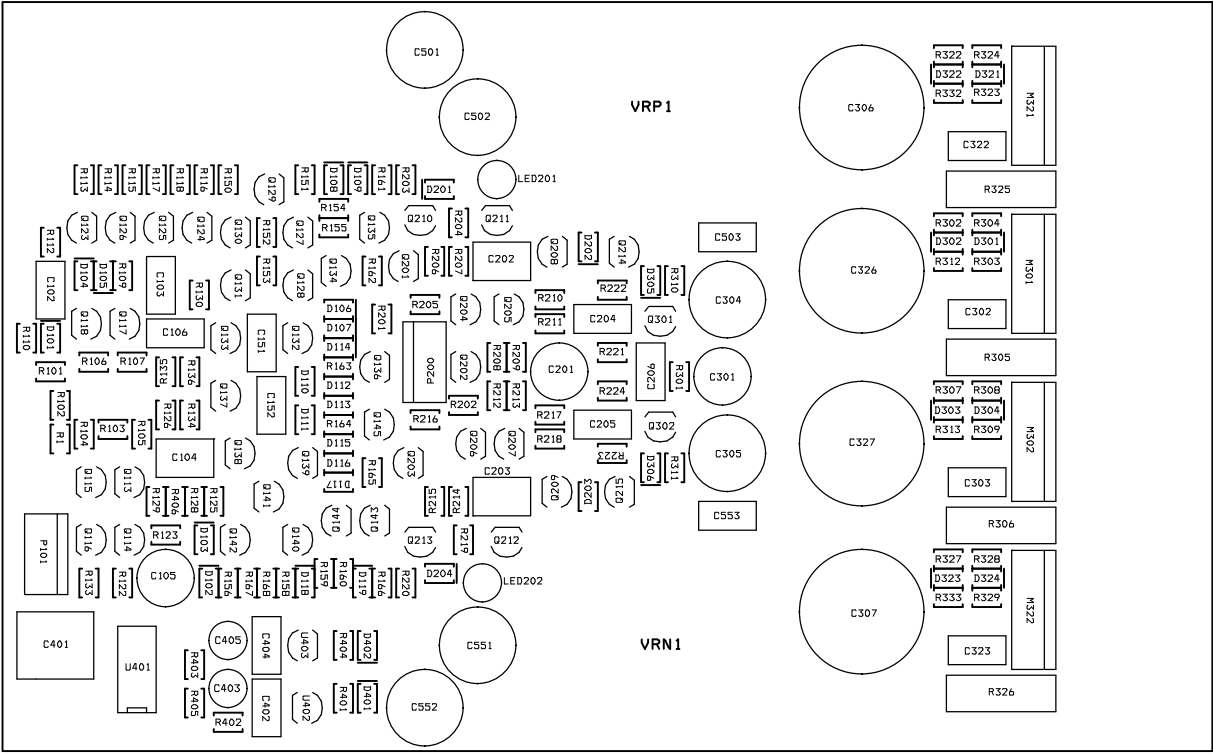 C501
C502
VRP1
C306
R322 R324
D322 D321
R332 R323
M321
C322
R325
R113 R114 R115 R117 R118 R116 R150
Q129
R151 D108 D109 R161 R203
D201
LED201
R154
R155
Q123 Q126 Q125 Q124 Q130 R152 Q127 Q135
Q210 R204 Q211
R112
C503
R302 R304
D302 D301
R312 R303
M301
C326
C302
R305
C102 D104 D105 R109 C103 R130 Q131 R153 Q128 Q134 R162 Q201 R206 R207 C202
Q208 D202 Q214
R222 D305 R310
C304
D106
D107
D114
R163
D112
D113
R164
D115
D116
D117
R201
R205
Q204 Q205
R210
R211
C204
Q301
R110 D101 Q118 Q117 C106 Q133 C151 Q132
R101
R106 R107 R135 R136
Q136
P200
Q202
R208 R209
C201
R221
C206
R301
C301
R102
R1
R104
R103
R105
R126 R134
Q137
C152
D110
D111
Q145
R216
R202
R212 R213
R217
R218
R224
C205
Q302
C305
R223
D306 R311
C553
C327
R307 R308
D303 D304
R313 R309
M302
C303
R306
C104
Q138
Q139
R165
Q203
Q206 Q207
C203
Q209 D203 Q215
Q115 Q113
R129 R406 R128 R125
Q141
Q144 Q143
R215 R214
P101
Q116 Q114
R123
D103 Q142
Q140
Q213 R219 Q212
R133 R122
C105
D102 R156 R167 R168 R158 D118 R159 R160 D119 R166 R220
D204
LED202
C307
R327 R328
D323 D324
R333 R329
M322
C323
R326
C401
U401
R403
R405
C405
C403
R402
C404
C402
U403
U402
R404 D402
R401 D401
C551
C552
VRN1